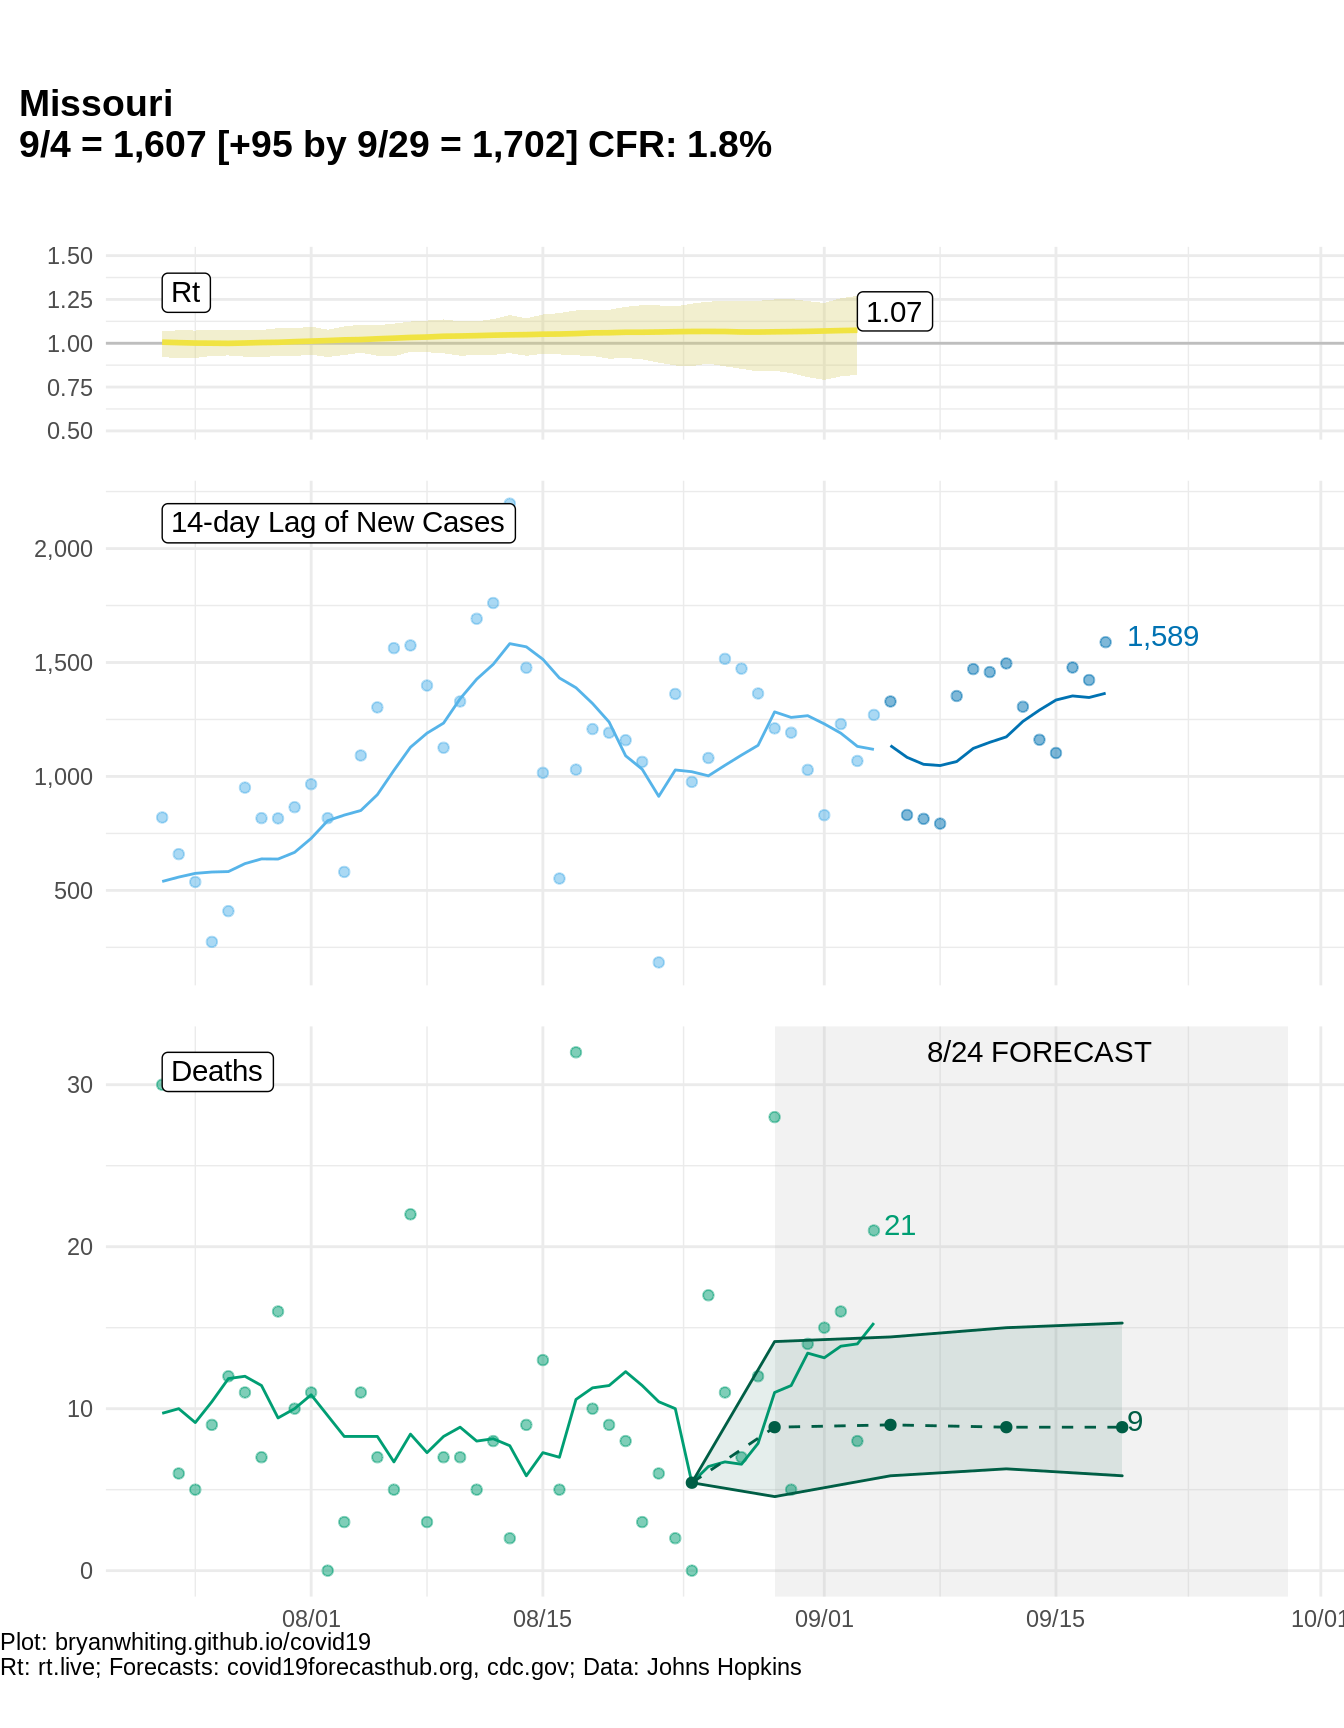 Missouri
9/4 = 1,607 [+95 by 9/29 = 1,702] CFR: 1.8%
1.50
Rt
1.25
1.07
1.00
0.75
0.50
14-day Lag of New Cases
2,000
1,589
1,500
1,000
500
8/24 FORECAST
Deaths
30
21
20
10
9
0
08/01 08/15 09/01 09/15 10/01
Plot: bryanwhiting.github.io/covid19
Rt: rt.live; Forecasts: covid19forecasthub.org, cdc.gov; Data: Johns Hopkins